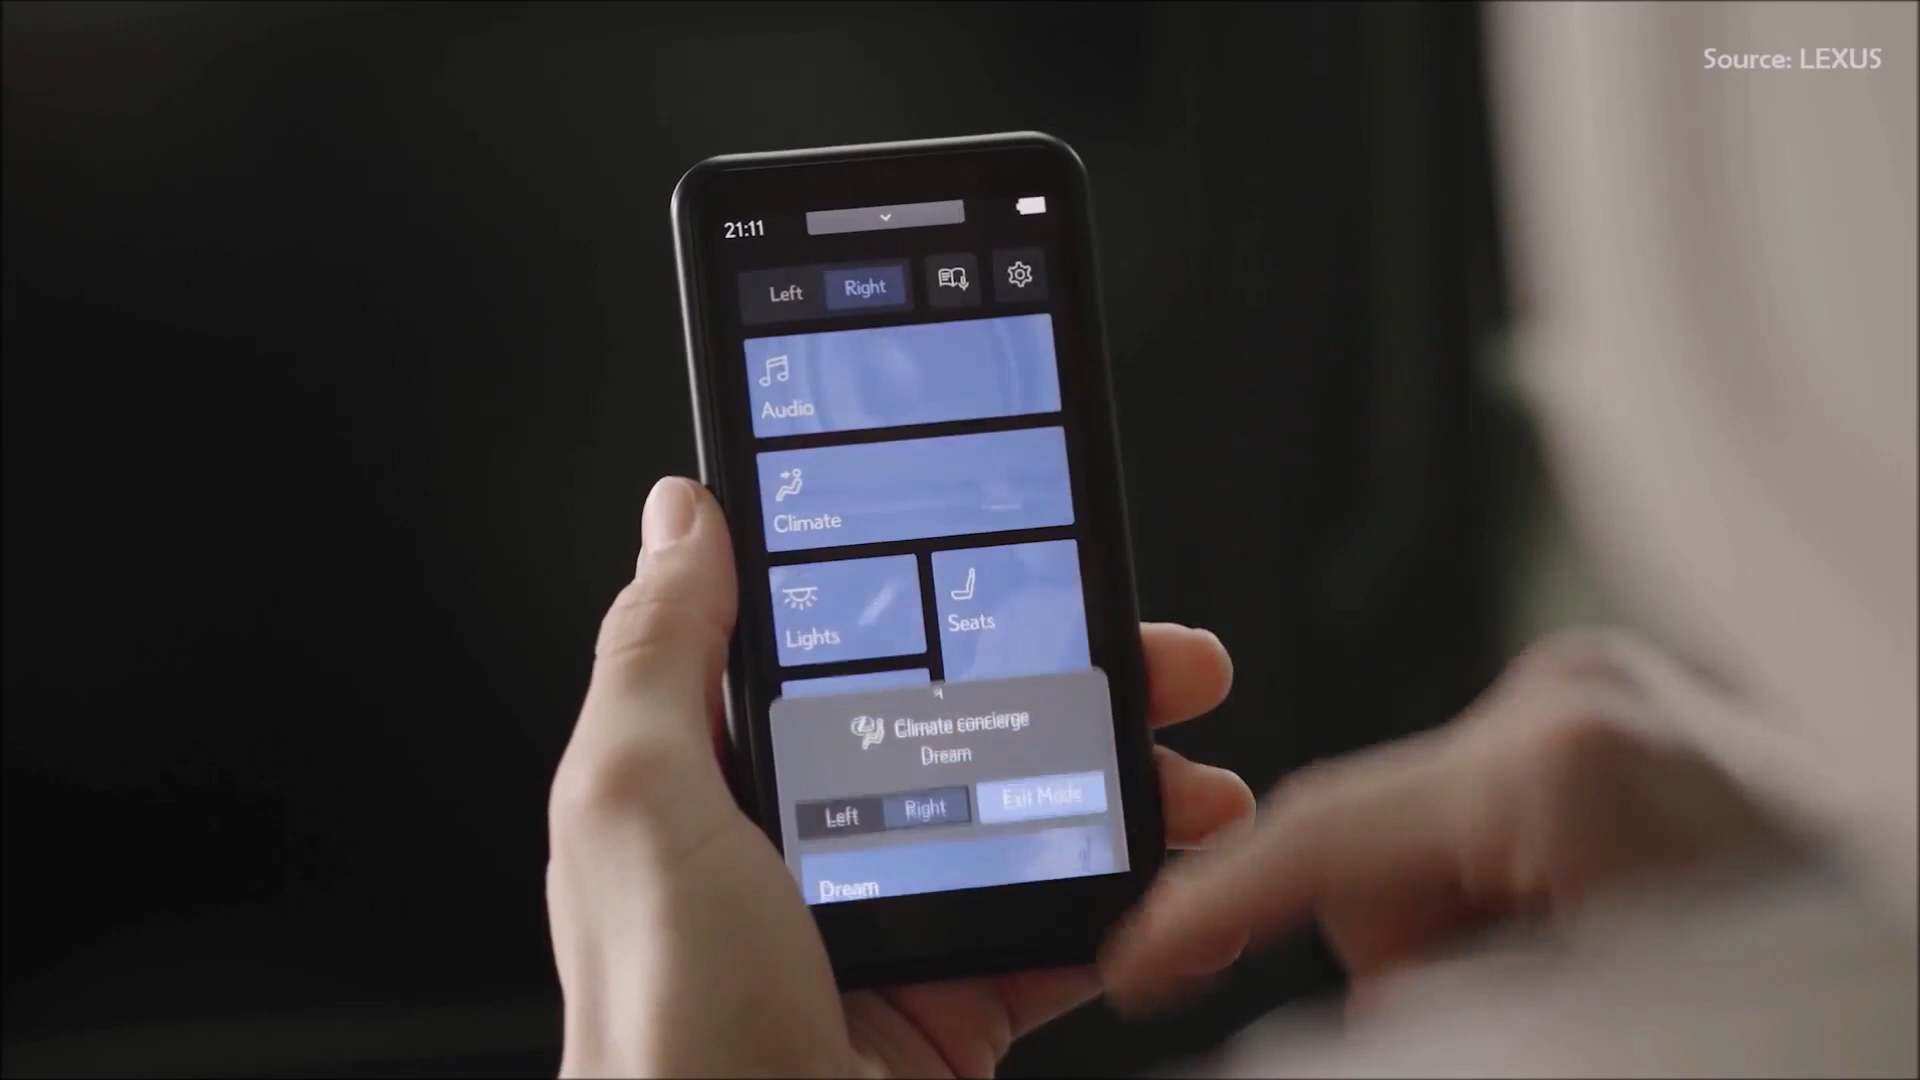 Source: LEXUS
21:11
Left Right
Audio
Climate
Lights
Seats
Climate concierge
Dream
Left Right Exit Mode
Dream